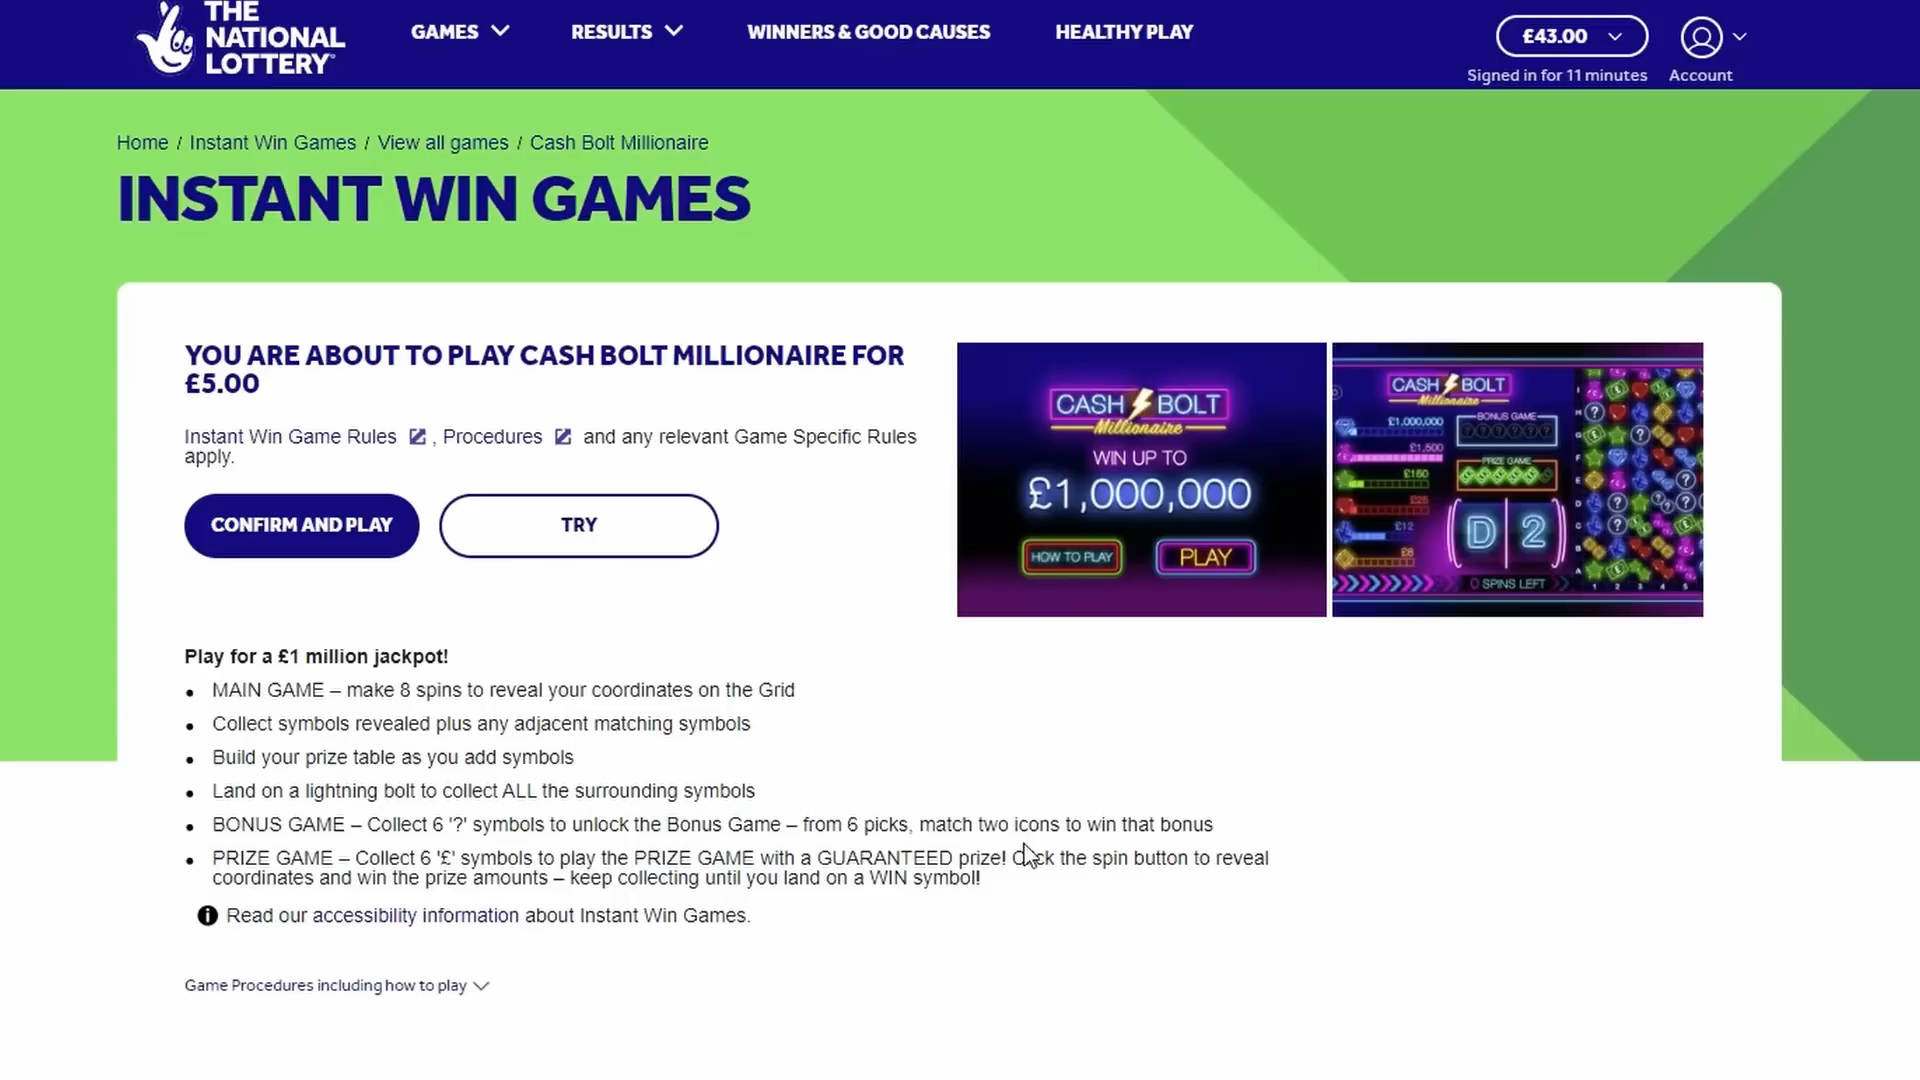 THE
NATIONAL
LOTTERY
GAMES
RESULTS
WINNERS & GOOD CAUSES
HEALTHY PLAY
£43.00
Signed in for 11 minutes
Account
Home / Instant Win Games / View all games / Cash Bolt Millionaire
INSTANT WIN GAMES
YOU ARE ABOUT TO PLAY CASH BOLT MILLIONAIRE FOR
£5.00
Instant Win Game Rules , Procedures and any relevant Game Specific Rules
apply.
CONFIRM AND PLAY
TRY
CASH BOLT
Millionaire
WIN UP TO
£1,000,000
HOW TO PLAY
PLAY
CASH BOLT
Millionaire
£1,000,000
£1,500
£150
£25
£12
£6
BONUS GAME
PRIZE GAME
D 2
0 SPINS LEFT
Play for a £1 million jackpot!
MAIN GAME – make 8 spins to reveal your coordinates on the Grid
Collect symbols revealed plus any adjacent matching symbols
Build your prize table as you add symbols
Land on a lightning bolt to collect ALL the surrounding symbols
BONUS GAME – Collect 6 '?' symbols to unlock the Bonus Game – from 6 picks, match two icons to win that bonus
PRIZE GAME – Collect 6 '£' symbols to play the PRIZE GAME with a GUARANTEED prize! Click the spin button to reveal
coordinates and win the prize amounts – keep collecting until you land on a WIN symbol!
Read our accessibility information about Instant Win Games.
Game Procedures including how to play